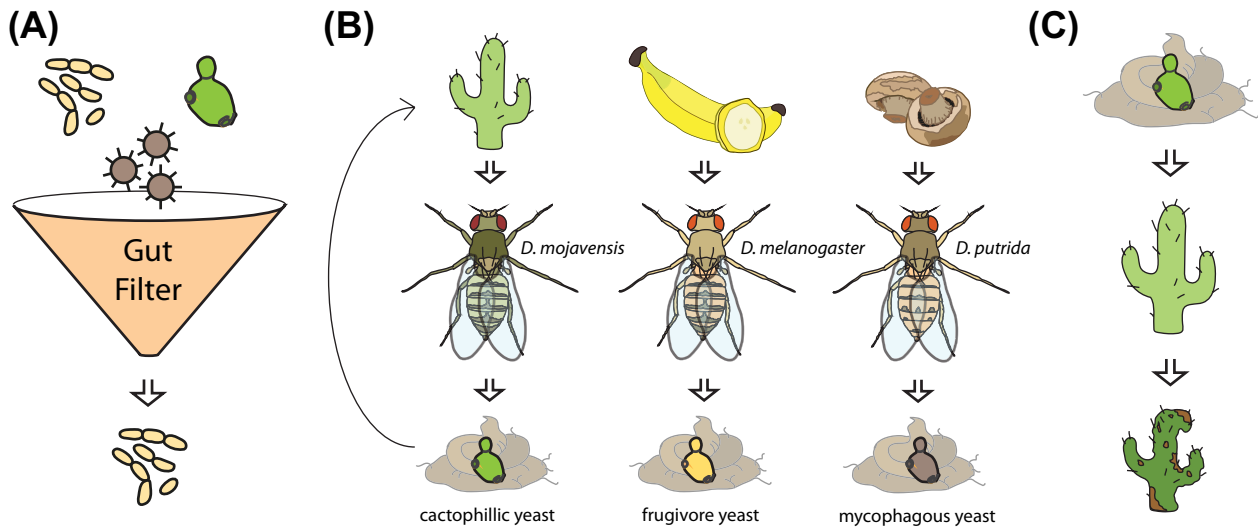 (A)
Gut
Filter
(B)
D. mojavensis
D. melanogaster
D. putrida
cactophillic yeast
frugivore yeast
mycophagous yeast
(C)